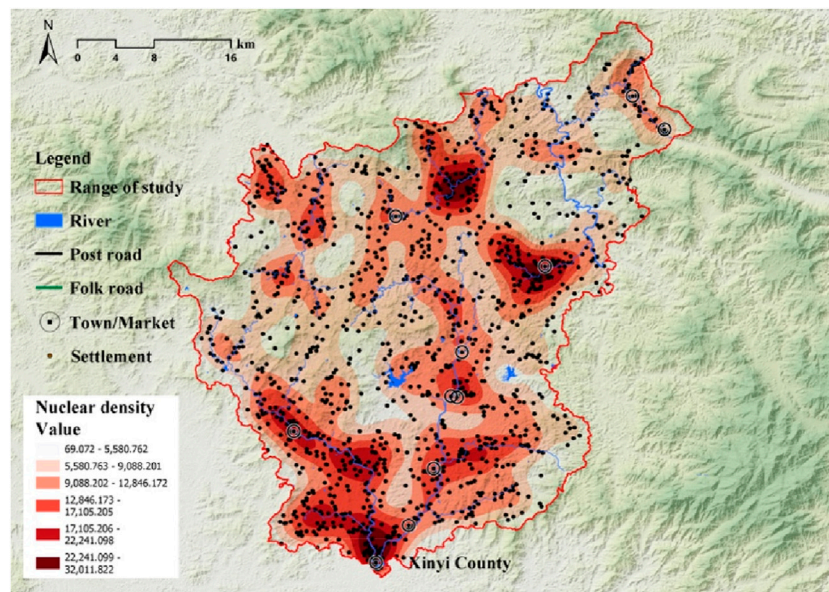 N
0 4 8 16 km
Legend
Range of study
River
Post road
Folk road
Town/Market
Settlement
Nuclear density
Value
69.072 - 5,580.762
5,580.763 - 9,088.201
9,088.202 - 12,846.172
12,846.173 -
17,105.205
17,105.206 -
22,241.098
22,241.099 -
32,011.822
Xinyi County